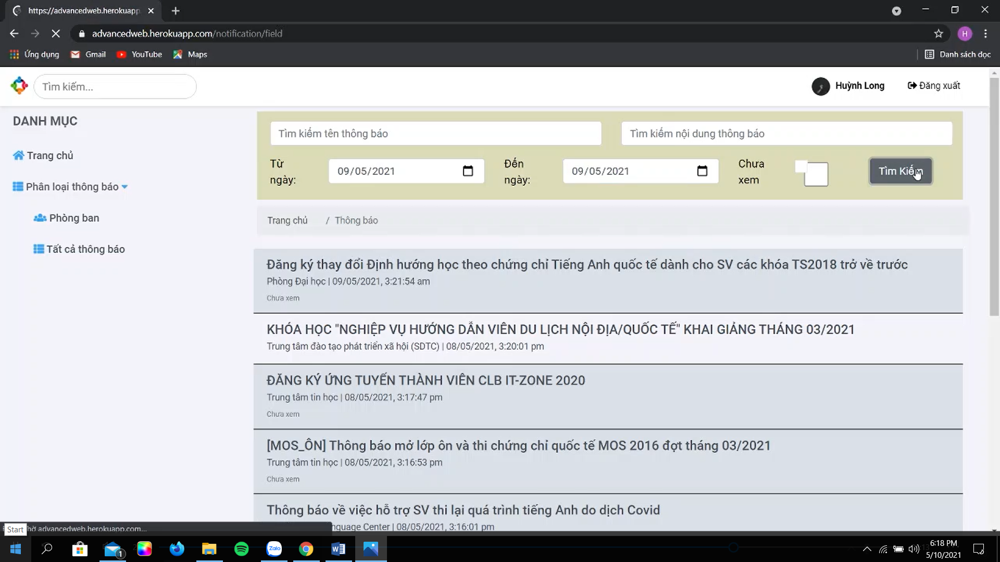 https://advancedweb.herokuapp
advancedweb.herokuapp.com/notification/field
H
Ứng dụng
Gmail
YouTube
Maps
Danh sách đọc
Tìm kiếm...
Huỳnh Long
Đăng xuất
DANH MỤC
Trang chủ
Phân loại thông báo
Phòng ban
Tất cả thông báo
Tìm kiếm tên thông báo
Tìm kiếm nội dung thông báo
Từ ngày:
09/05/2021
Đến ngày:
09/05/2021
Chưa xem
Tìm Kiếm
Trang chủ / Thông báo
Đăng ký thay đổi Định hướng học theo chứng chỉ Tiếng Anh quốc tế dành cho SV các khóa TS2018 trở về trước
Phòng Đại học | 09/05/2021, 3:21:54 am
Chưa xem
KHÓA HỌC "NGHIỆP VỤ HƯỚNG DẪN VIÊN DU LỊCH NỘI ĐỊA/QUỐC TẾ" KHAI GIẢNG THÁNG 03/2021
Trung tâm đào tạo phát triển xã hội (SDTC) | 08/05/2021, 3:20:01 pm
ĐĂNG KÝ ỨNG TUYỂN THÀNH VIÊN CLB IT-ZONE 2020
Trung tâm tin học | 08/05/2021, 3:17:47 pm
Chưa xem
[MOS_ÔN] Thông báo mở lớp ôn và thi chứng chỉ quốc tế MOS 2016 đợt tháng 03/2021
Trung tâm tin học | 08/05/2021, 3:16:53 pm
Chưa xem
Thông báo về việc hỗ trợ SV thi lại quá trình tiếng Anh do dịch Covid
nguage Center | 08/05/2021, 3:16:01 pm
Start
hờ advancedweb.herokuapp.com...
1
Zalo
6:18 PM
5/10/2021